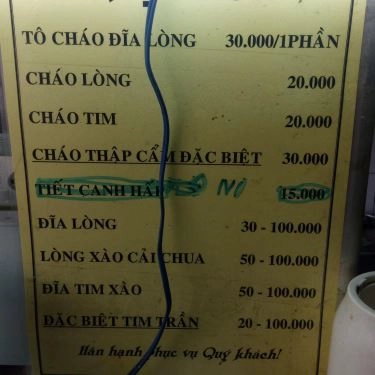 TÔ CHÁO ĐĨA LÒNG 30.000/1PHẦN
CHÁO LÒNG 20.000
CHÁO TIM 20.000
CHÁO THẬP CẨM ĐẶC BIỆT 30.000
TIẾT CANH NO 15.000
ĐĨA LÒNG 30 - 100.000
LÒNG XÀO CẢI CHUA 50 - 100.000
ĐĨA TIM XÀO 50 - 100.000
ĐẶC BIỆT TIM TRẦN 20 - 100.000
Hân hạnh phục vụ Quý khách!